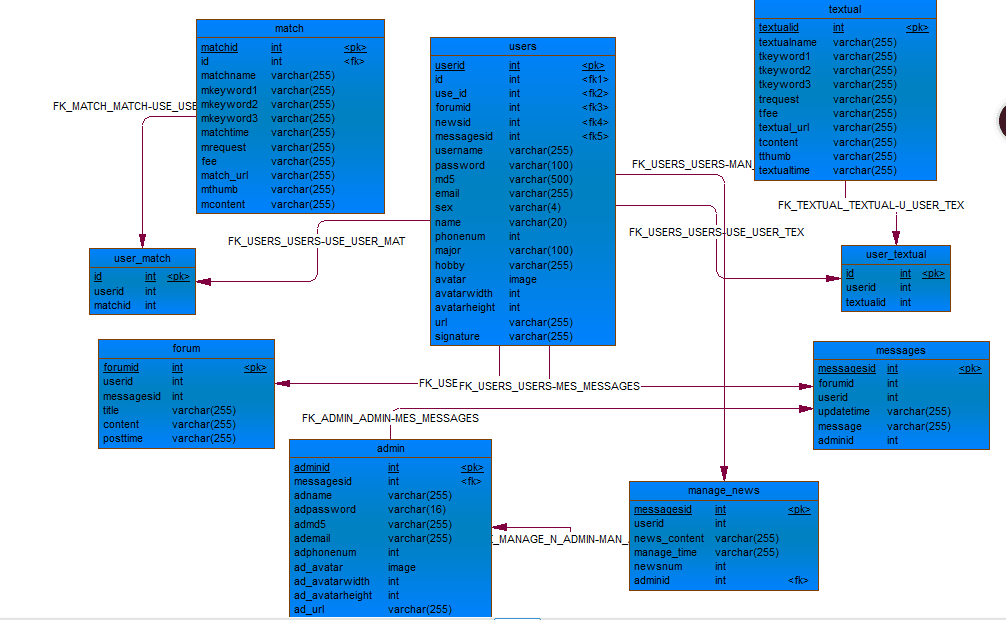 match
matchid int <pk>
id int <fk>
matchname varchar(255)
mkeyword1 varchar(255)
mkeyword2 varchar(255)
mkeyword3 varchar(255)
matchtime varchar(255)
mrequest varchar(255)
fee varchar(255)
match_url varchar(255)
mthumb varchar(255)
mcontent varchar(255)
FK_MATCH_MATCH-USE_USE
users
userid int <pk>
id int <fk1>
use_id int <fk2>
forumid int <fk3>
newsid int <fk4>
messagesid int <fk5>
username varchar(255)
password varchar(100)
md5 varchar(500)
email varchar(255)
sex varchar(4)
name varchar(20)
phonenum int
major varchar(100)
hobby varchar(255)
avatar image
avatarwidth int
avatarheight int
url varchar(255)
signature varchar(255)
textual
textualid int <pk>
textualname varchar(255)
tkeyword1 varchar(255)
tkeyword2 varchar(255)
tkeyword3 varchar(255)
trequest varchar(255)
tfee varchar(255)
textual_url varchar(255)
tcontent varchar(255)
tthumb varchar(255)
textualtime varchar(255)
FK_USERS_USERS-MAN_
FK_TEXTUAL_TEXTUAL-U_USER_TEX
FK_USERS_USERS-USE_USER_MAT
FK_USERS_USERS-USE_USER_TEX
user_match
id int <pk>
userid int
matchid int
user_textual
id int <pk>
userid int
textualid int
forum
forumid int <pk>
userid int
messagesid int
title varchar(255)
content varchar(255)
posttime varchar(255)
FK_USE
FK_USERS_USERS-MES_MESSAGES
messages
messagesid int <pk>
forumid int
userid int
updatetime varchar(255)
message varchar(255)
adminid int
FK_ADMIN_ADMIN-MES_MESSAGES
admin
adminid int <pk>
messagesid int <fk>
adname varchar(255)
adpassword varchar(16)
admd5 varchar(255)
ademail varchar(255)
adphonenum int
ad_avatar image
ad_avatarwidth int
ad_avatarheight int
ad_url varchar(255)
_MANAGE_N_ADMIN-MAN_
manage_news
messagesid int <pk>
userid int
news_content varchar(255)
manage_time varchar(255)
newsnum int
adminid int <fk>